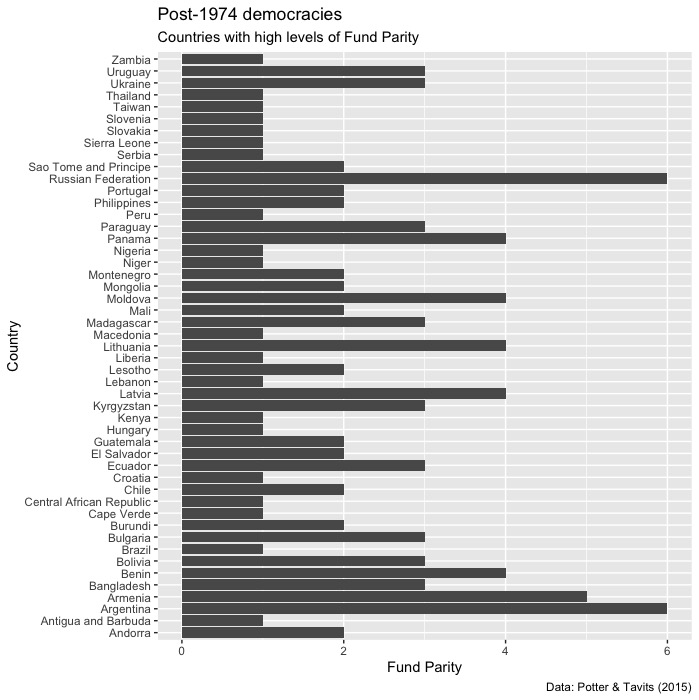 Post-1974 democracies
Countries with high levels of Fund Parity
Zambia
Uruguay
Ukraine
Thailand
Taiwan
Slovenia
Slovakia
Sierra Leone
Serbia
Sao Tome and Principe
Russian Federation
Portugal
Philippines
Peru
Paraguay
Panama
Nigeria
Niger
Montenegro
Mongolia
Moldova
Mali
Madagascar
Macedonia
Lithuania
Liberia
Lesotho
Lebanon
Latvia
Kyrgyzstan
Kenya
Hungary
Guatemala
El Salvador
Ecuador
Croatia
Chile
Central African Republic
Cape Verde
Burundi
Bulgaria
Brazil
Bolivia
Benin
Bangladesh
Armenia
Argentina
Antigua and Barbuda
Andorra
Country
0 2 4 6
Fund Parity
Data: Potter & Tavits (2015)